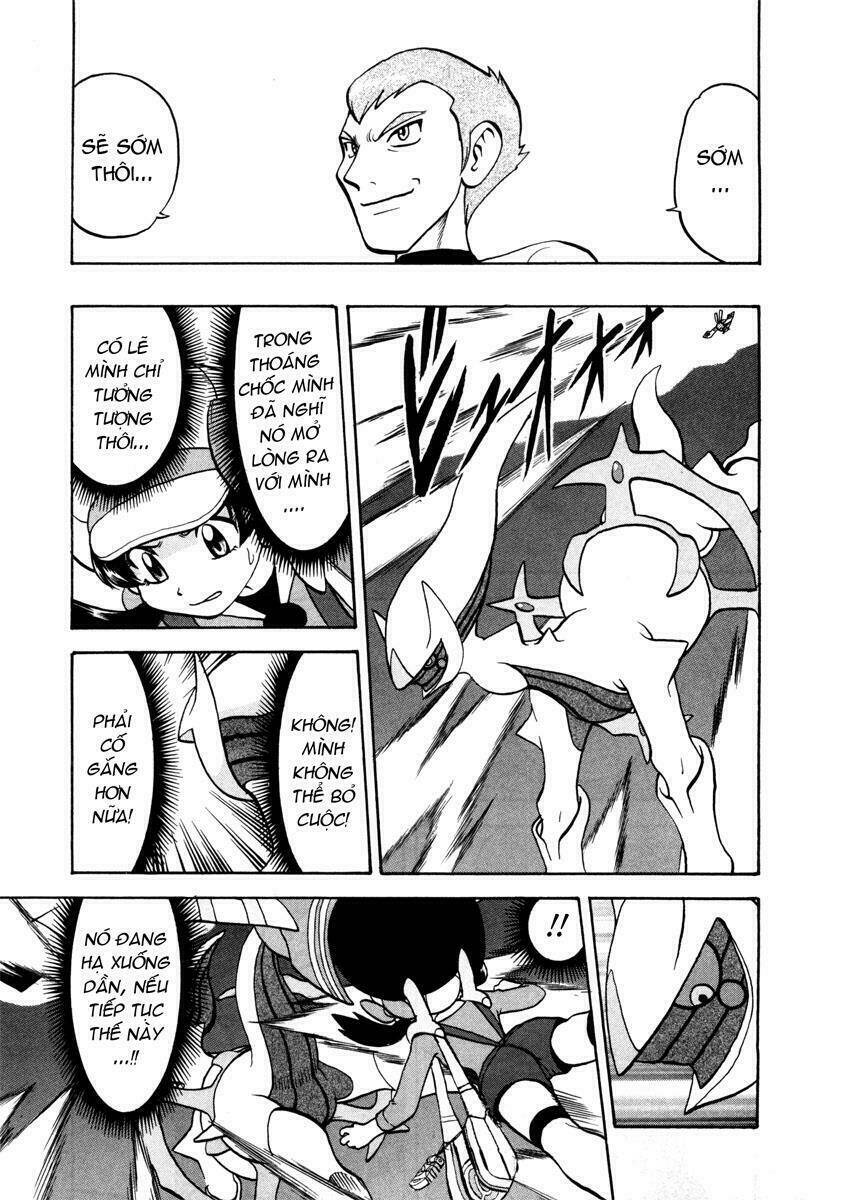 SỚM
...
SẼ SỚM
THÔI...
TRONG
THOÁNG
CHỐC MÌNH
ĐÃ NGHĨ
NÓ MỞ
LÒNG RA
VỚI MÌNH
....
CÓ LẼ
MÌNH CHỈ
TƯỞNG
TƯỢNG
THÔI...
KHÔNG!
MÌNH
KHÔNG
THỂ BỎ
CUỘC!
PHẢI
CỐ
GẮNG
HƠN
NỮA!
!!
NÓ ĐANG
HẠ XUỐNG
DẦN, NẾU
TIẾP TỤC
THẾ NÀY
...!!